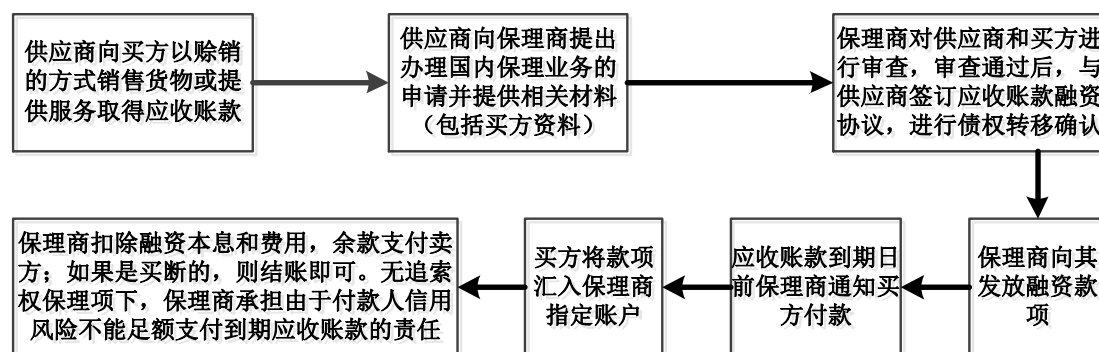 供应商向买方以赊销
的方式销售货物或提
供服务取得应收账款
供应商向保理商提出
办理国内保理业务的
申请并提供相关材料
（包括买方资料）
保理商对供应商和买方进
行审查，审查通过后，与
供应商签订应收账款融资
协议，进行债权转移确认
保理商向其
发放融资款
项
应收账款到期日
前保理商通知买
方付款
买方将款项
汇入保理商
指定账户
保理商扣除融资本息和费用，余款支付卖
方；如果是买断的，则结账即可。无追索
权保理项下，保理商承担由于付款人信用
风险不能足额支付到期应收账款的责任